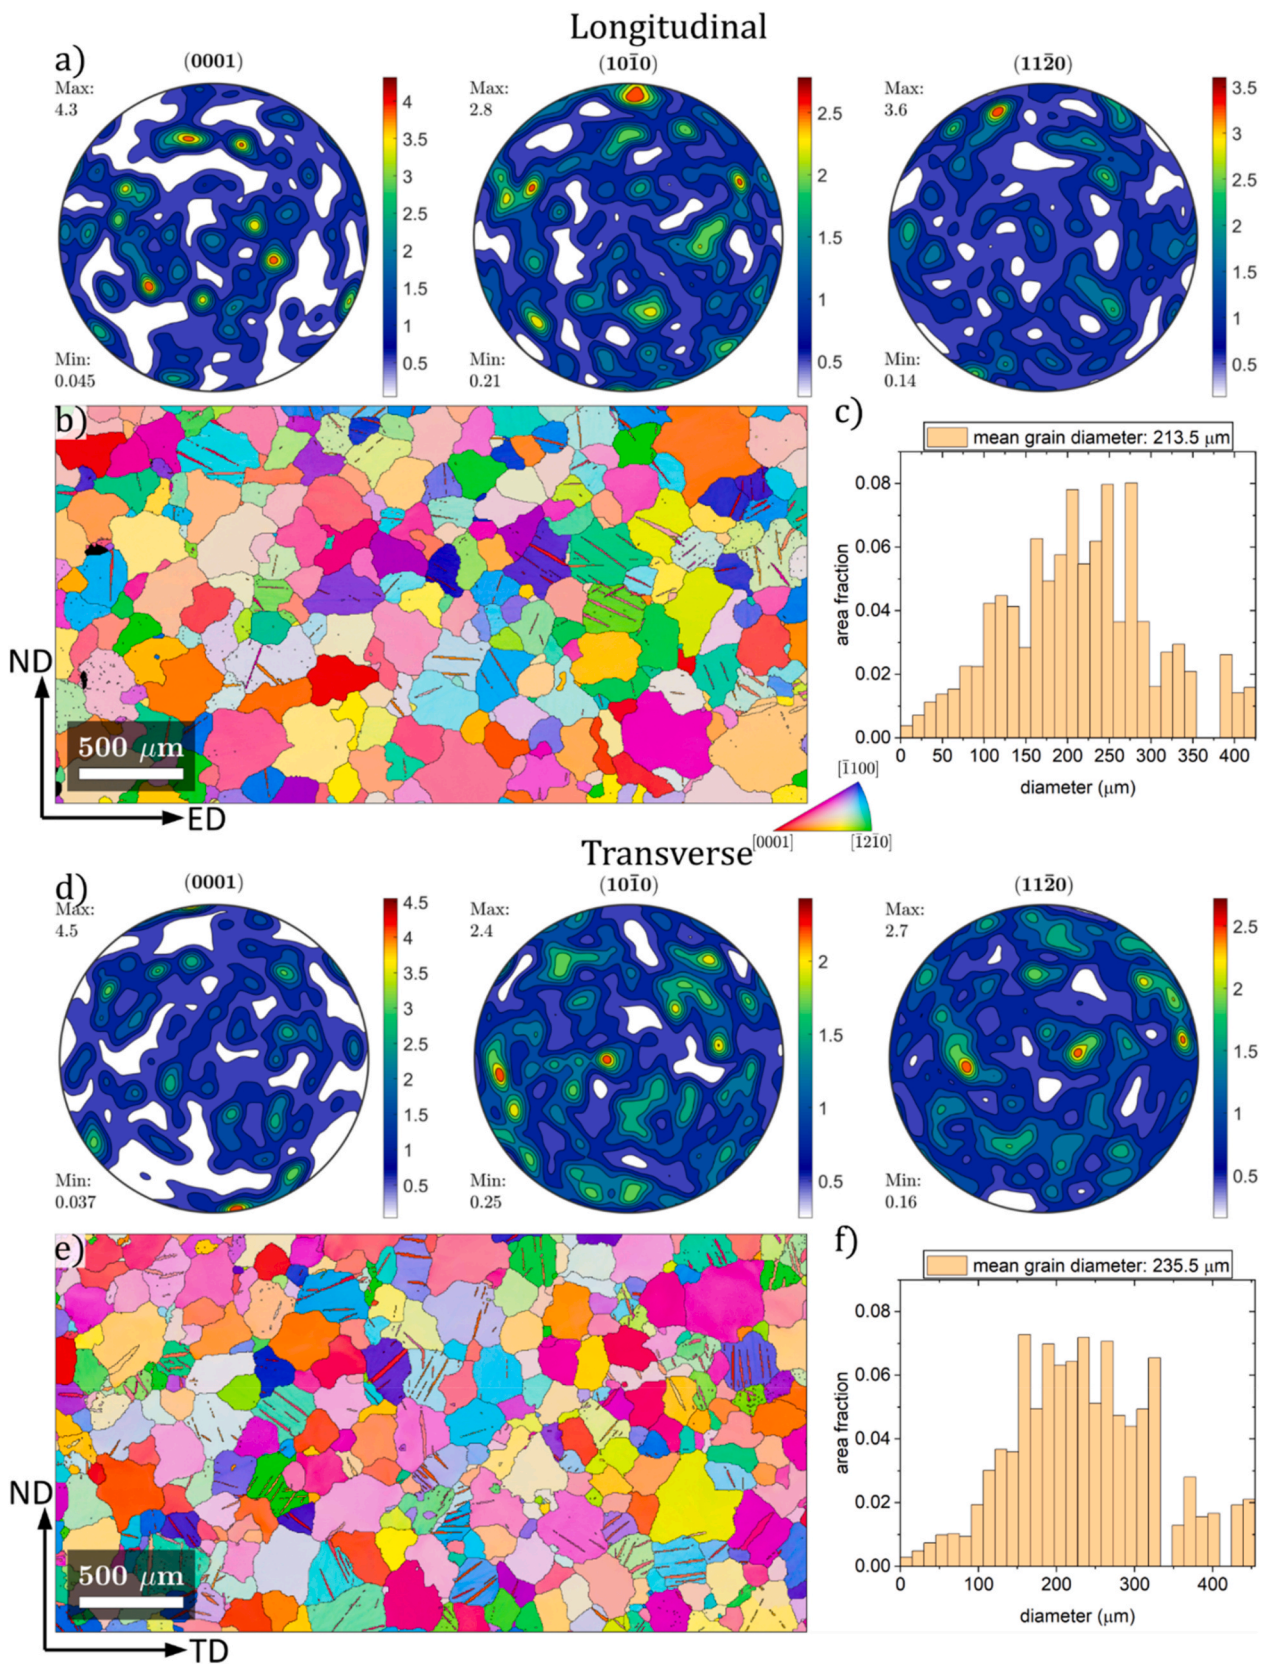 Longitudinal
a)
(0001)
(101̄0)
(112̄0)
Max:
4.3
Max:
2.8
Max:
3.6
4
3.5
3
2.5
2
1.5
1
0.5
2.5
2
1.5
1
0.5
3.5
3
2.5
2
1.5
1
0.5
Min:
0.045
Min:
0.21
Min:
0.14
b)
500 μm
ND
ED
c)
mean grain diameter: 213.5 μm
area fraction
0.08
0.06
0.04
0.02
0.00
0 50 100 150 200 250 300 350 400
diameter (μm)
[1̄100]
[0001]
[1̄21̄0]
Transverse
d)
(0001)
(101̄0)
(112̄0)
Max:
4.5
Max:
2.4
Max:
2.7
4.5
4
3.5
3
2.5
2
1.5
1
0.5
2
1.5
1
0.5
2.5
2
1.5
1
0.5
Min:
0.037
Min:
0.25
Min:
0.16
e)
500 μm
ND
TD
f)
mean grain diameter: 235.5 μm
area fraction
0.08
0.06
0.04
0.02
0.00
0 100 200 300 400
diameter (μm)